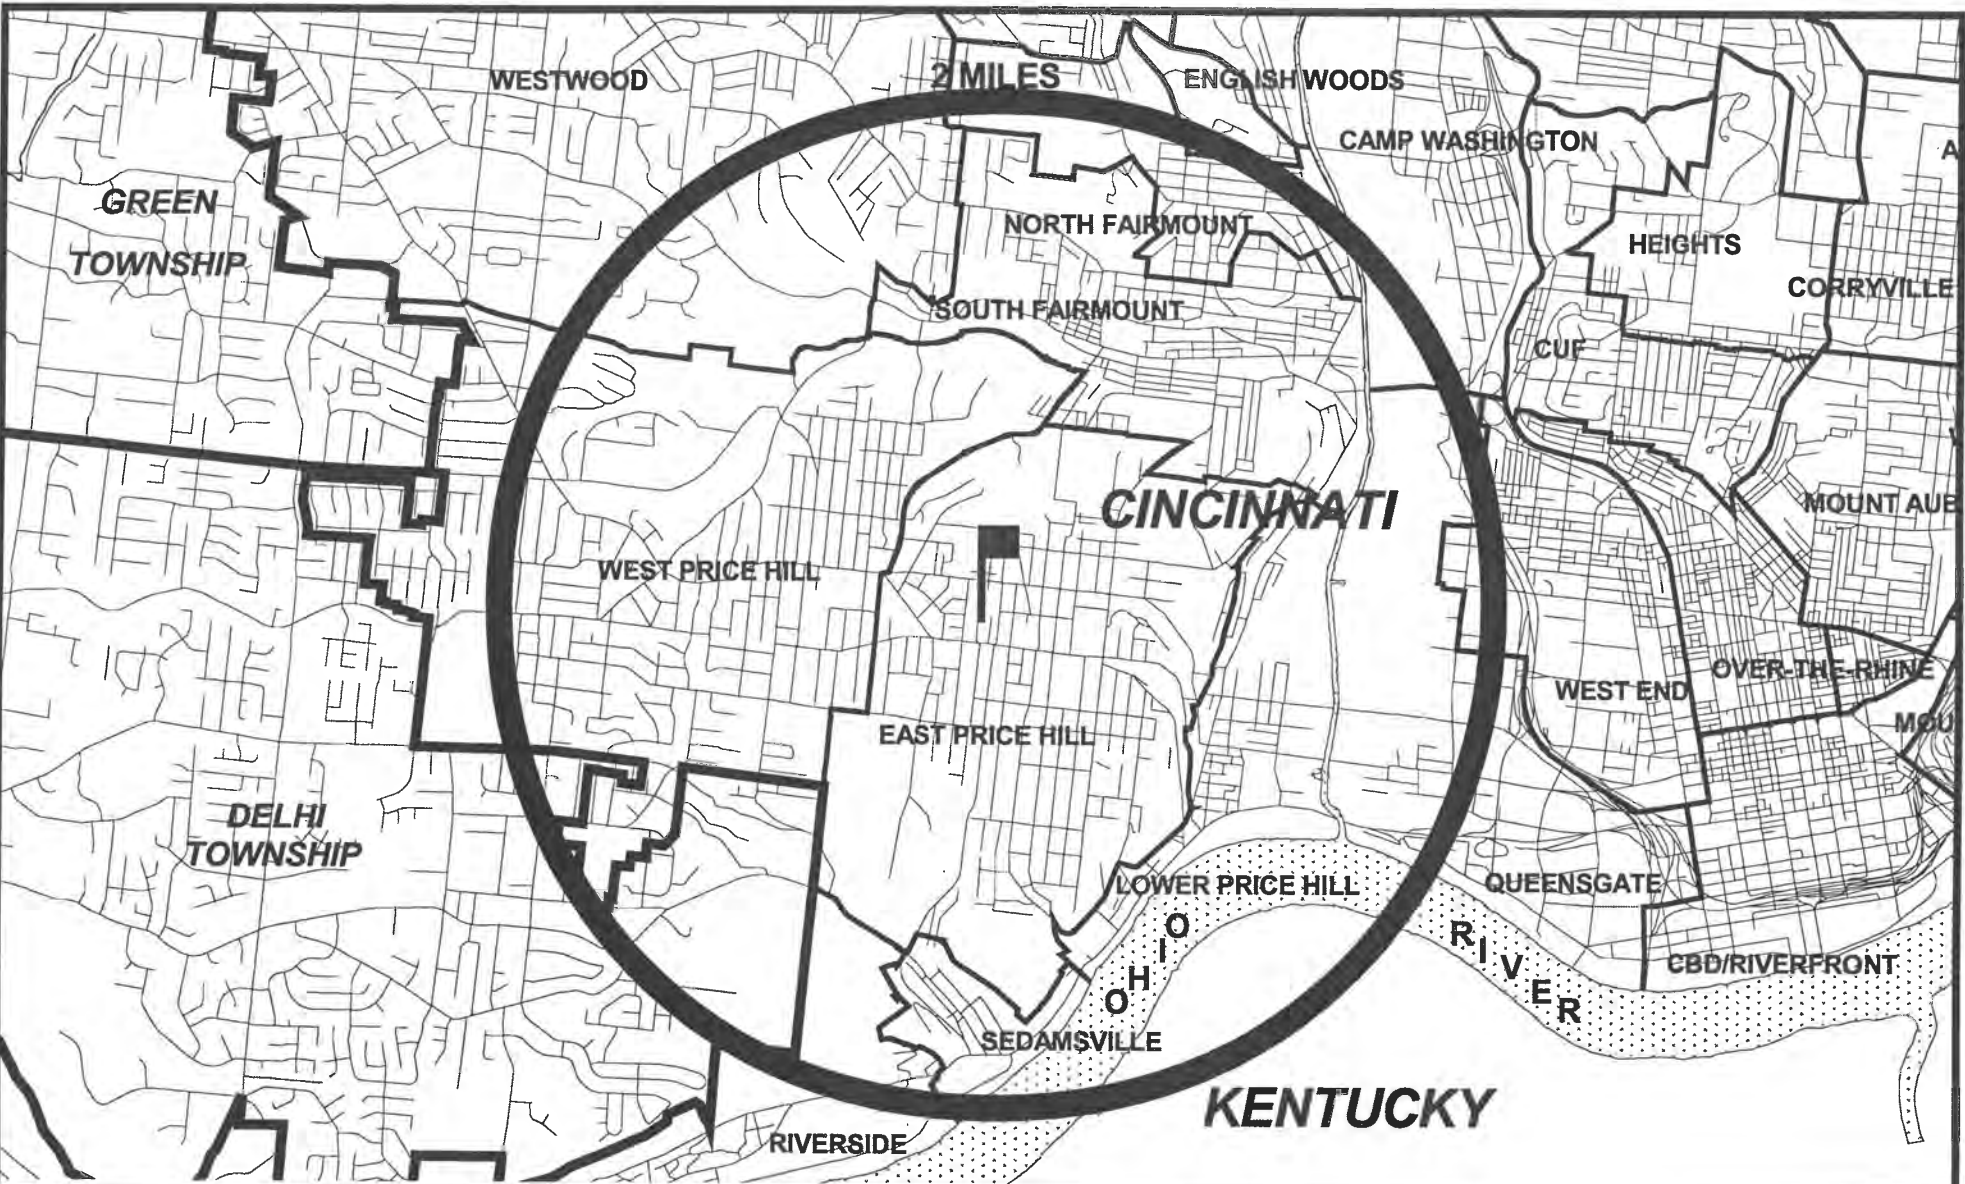 WESTWOOD
2 MILES
ENGLISH WOODS
CAMP WASHINGTON
A
GREEN
TOWNSHIP
NORTH FAIRMOUNT
HEIGHTS
CORRYVILLE
SOUTH FAIRMOUNT
CUF
CINCINNATI
MOUNT AUB
WEST PRICE HILL
OVER-THE-RHINE
WEST END
MOU
EAST PRICE HILL
DELHI
TOWNSHIP
LOWER PRICE HILL
QUEENSGATE
OHIO
RIVER
CBD/RIVERFRONT
SEDAMSVILLE
KENTUCKY
RIVERSIDE